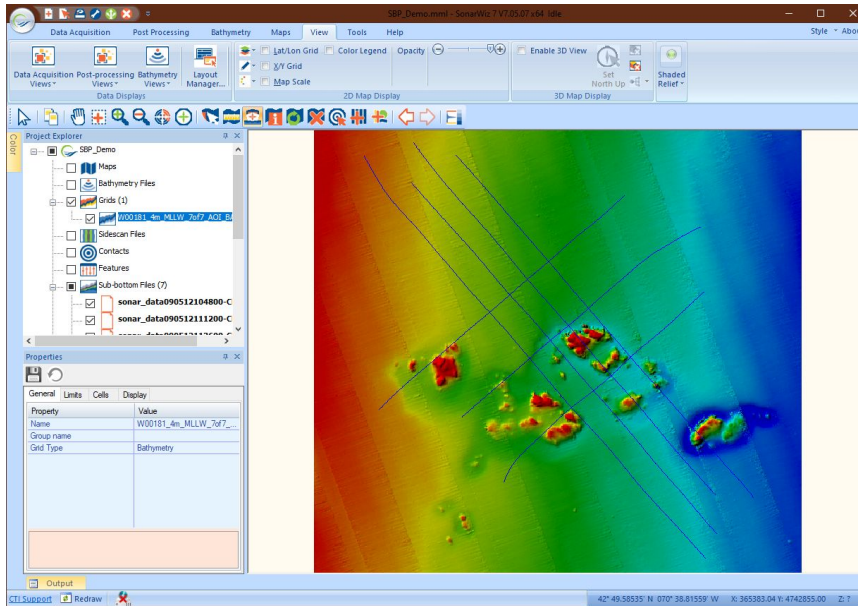 SBP_Demo.mml - SonarWiz 7 V7.05.07 x64 Idle
Data Acquisition Post Processing Bathymetry Maps View Tools Help Style Abou
Lat/Lon Grid Color Legend Opacity Enable 3D View
X/Y Grid
Map Scale
Data Acquisition Views Post-processing Views Bathymetry Views Layout Manager... Set North Up Shaded Relief
Data Displays 2D Map Display 3D Map Display
Color
Project Explorer
SBP_Demo
Maps
Bathymetry Files
Grids (1)
W00181_4m_MLLW_7of7_AOI_BA
Sidescan Files
Contacts
Features
Sub-bottom Files (7)
sonar_data090512104800-C
sonar_data090512111200-C
Properties
General Limits Cells Display
Property Value
Name W00181_4m_MLLW_7of7_...
Group name
Grid Type Bathymetry
Output
CTI Support Redraw 42° 49.58535' N 070° 38.81559' W X: 365383.04 Y: 4742855.00 Z: ?